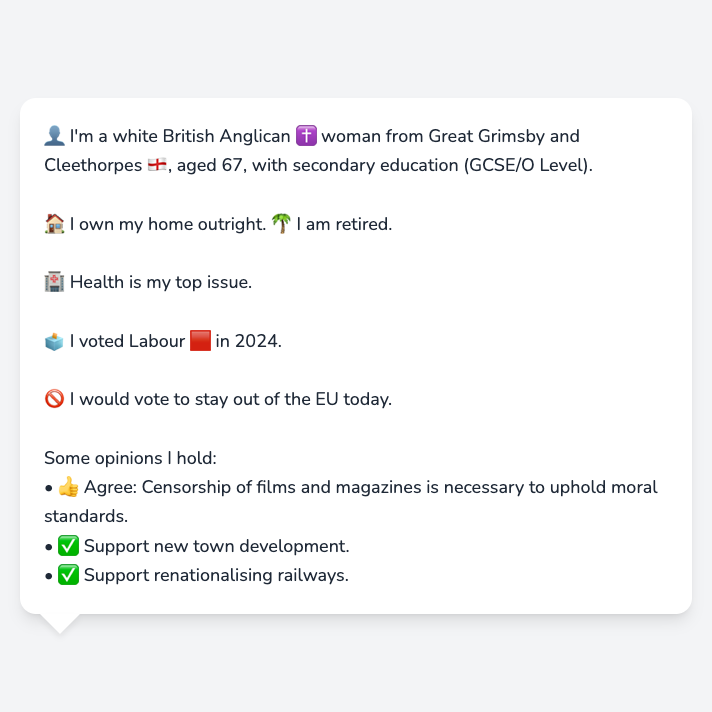 👤 I'm a white British Anglican ✝️ woman from Great Grimsby and
Cleethorpes 🏴󠁧󠁢󠁥󠁮󠁧󠁿, aged 67, with secondary education (GCSE/O Level).
🏠 I own my home outright. 🌴 I am retired.
🏥 Health is my top issue.
🗳️ I voted Labour 🟥 in 2024.
🚫 I would vote to stay out of the EU today.
Some opinions I hold:
• 👍 Agree: Censorship of films and magazines is necessary to uphold moral
standards.
• ✅ Support new town development.
• ✅ Support renationalising railways.